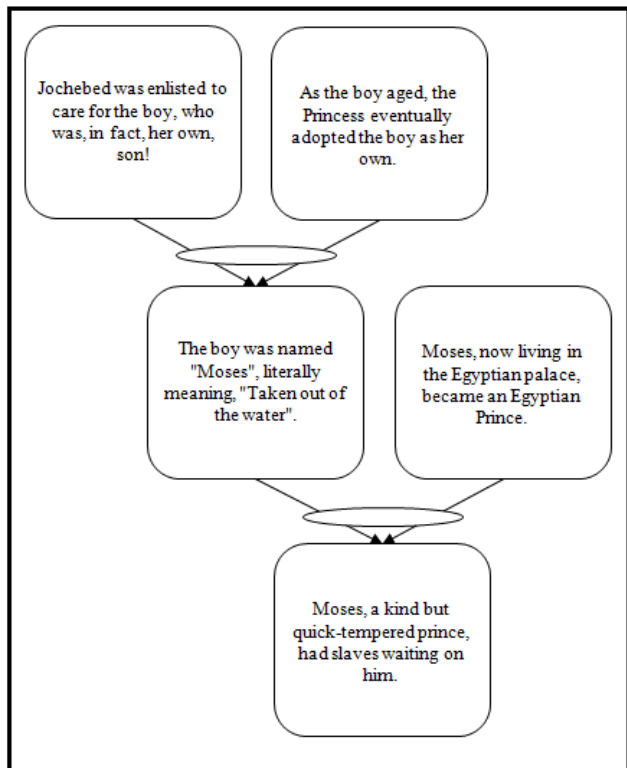 Jochebed was enlisted to
care for the boy, who
was, in fact, her own,
son!
As the boy aged, the
Princess eventually
adopted the boy as her
own.
The boy was named
"Moses", literally
meaning, "Taken out of
the water".
Moses, now living in
the Egyptian palace,
became an Egyptian
Prince.
Moses, a kind but
quick-tempered prince,
had slaves waiting on
him.